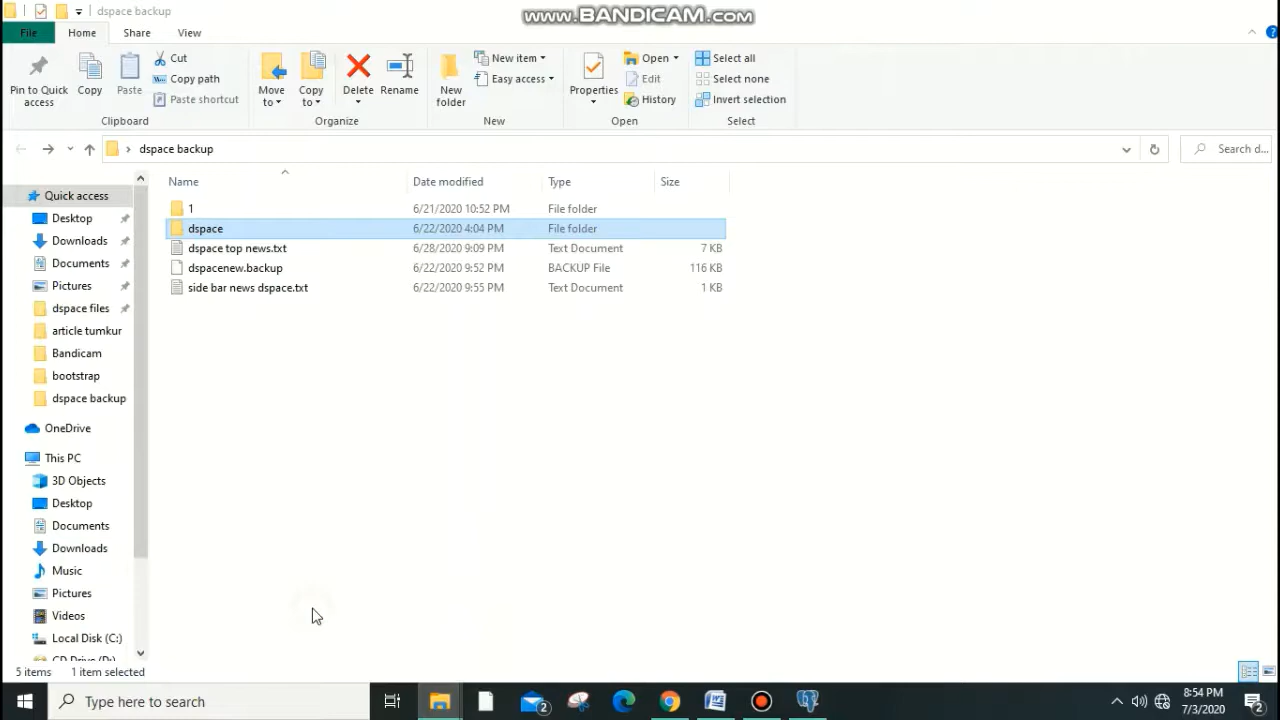 dspace backup
www.BANDICAM.com
File Home Share View
Pin to Quick access
Copy
Paste
Cut
Copy path
Paste shortcut
Clipboard
Move to
Copy to
Delete
Rename
Organize
New folder
New item
Easy access
New
Properties
Open
Edit
History
Open
Select all
Select none
Invert selection
Select
dspace backup
Search d...
Name Date modified Type Size
1 6/21/2020 10:52 PM File folder
dspace 6/22/2020 4:04 PM File folder
dspace top news.txt 6/28/2020 9:09 PM Text Document 7 KB
dspacenew.backup 6/22/2020 9:52 PM BACKUP File 116 KB
side bar news dspace.txt 6/22/2020 9:55 PM Text Document 1 KB
Quick access
Desktop
Downloads
Documents
Pictures
dspace files
article tumkur
Bandicam
bootstrap
dspace backup
OneDrive
This PC
3D Objects
Desktop
Documents
Downloads
Music
Pictures
Videos
Local Disk (C:)
CD Drive (D:)
5 items 1 item selected
Type here to search
2
8:54 PM
7/3/2020
2